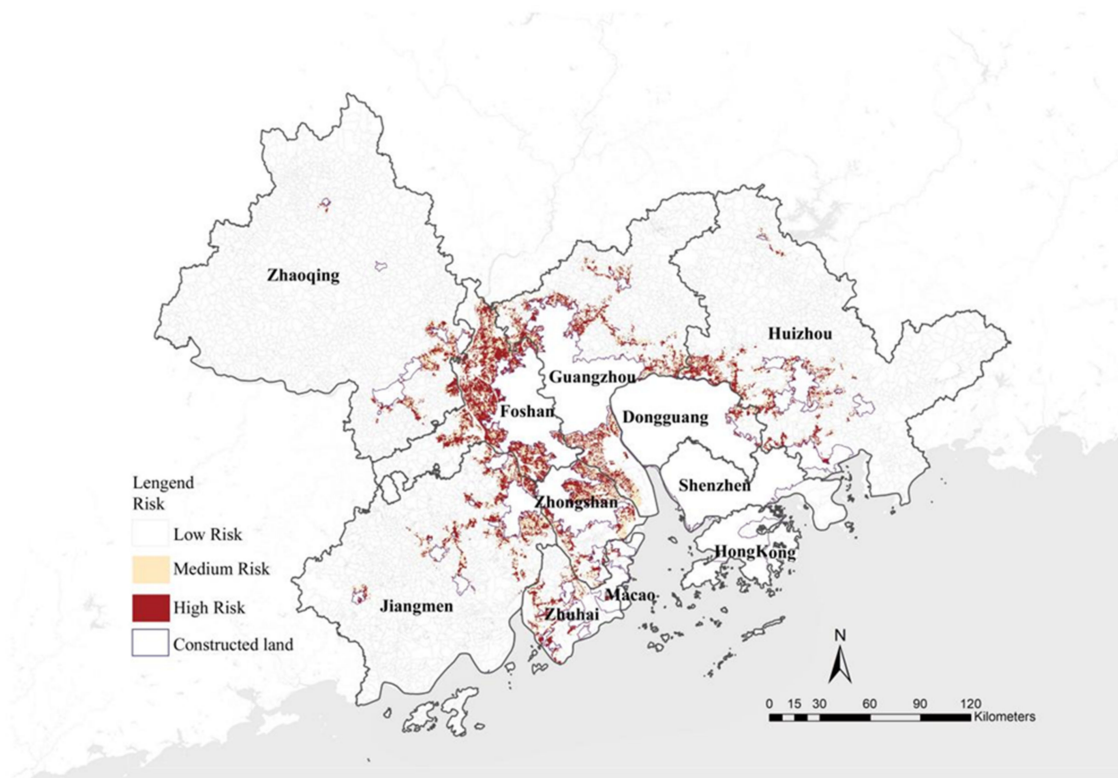 Zhaoqing
Huizhou
Guangzhou
Foshan
Dongguang
Shenzhen
Zhongshan
HongKong
Macao
Jiangmen
Zhuhai
Lengend
Risk
Low Risk
Medium Risk
High Risk
Constructed land
N
0 15 30 60 90 120
Kilometers